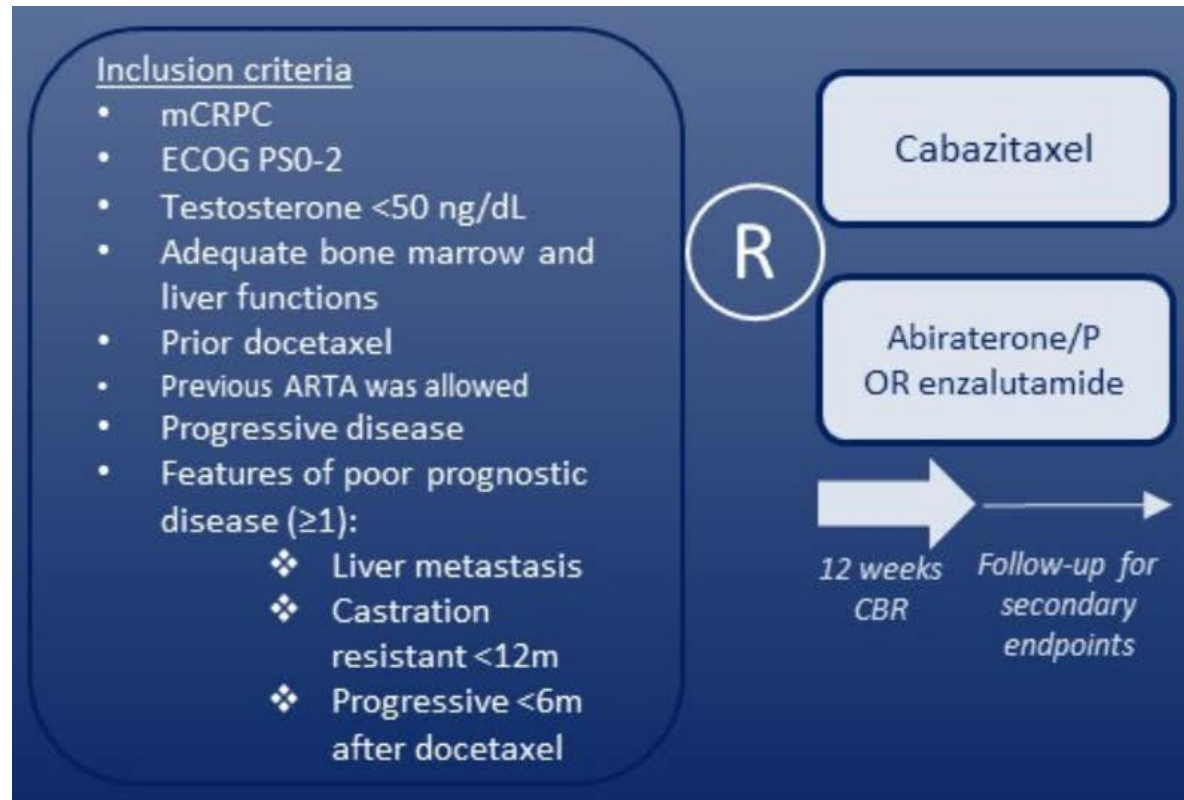 Inclusion criteria
• mCRPC
• ECOG PS0-2
• Testosterone <50 ng/dL
• Adequate bone marrow and
liver functions
• Prior docetaxel
• Previous ARTA was allowed
• Progressive disease
• Features of poor prognostic
disease (≥1):
❖ Liver metastasis
❖ Castration
resistant <12m
❖ Progressive <6m
after docetaxel
R
Cabazitaxel
Abiraterone/P
OR enzalutamide
12 weeks
CBR
Follow-up for
secondary
endpoints